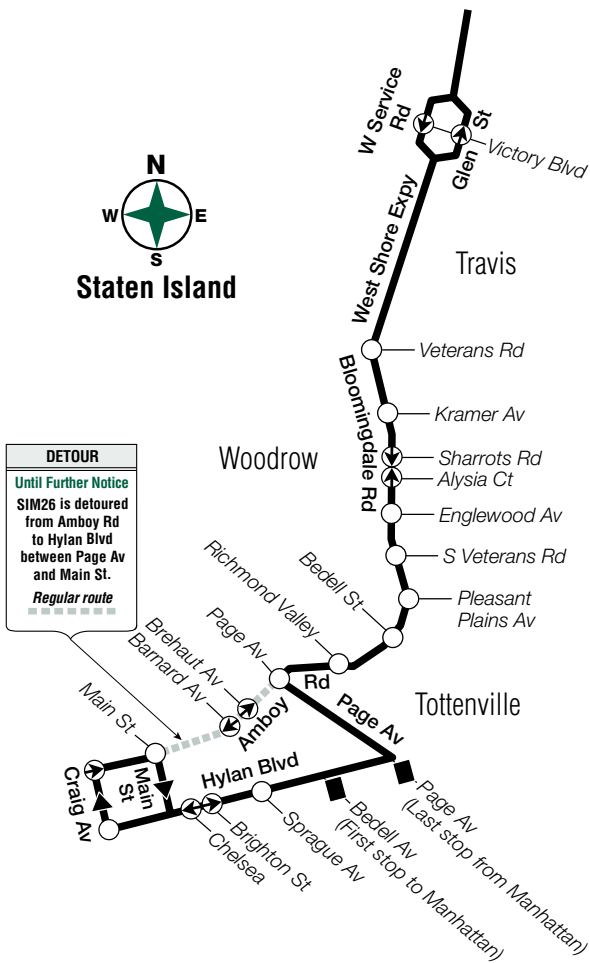 W Service
Rd
Glen St
Victory Blvd
N
W
E
S
Staten Island
West Shore Expy
Travis
Veterans Rd
Bloomingdale Rd
Kramer Av
Woodrow
Sharrots Rd
Alysia Ct
Englewood Av
S Veterans Rd
Pleasant
Plains Av
DETOUR
Until Further Notice
SIM26 is detoured
from Amboy Rd
to Hylan Blvd
between Page Av
and Main St.
Regular route
Bedell St
Richmond Valley
Page Av
Brehaut Av
Barnard Av
Main St
Amboy
Rd
Page Av
Tottenville
Hylan Blvd
Main
St
Craig Av
Chelsea
Brighton St
Sprague Av
Bedell Av
(First stop to
Manhattan)
Page Av
(Last stop from Manhattan)